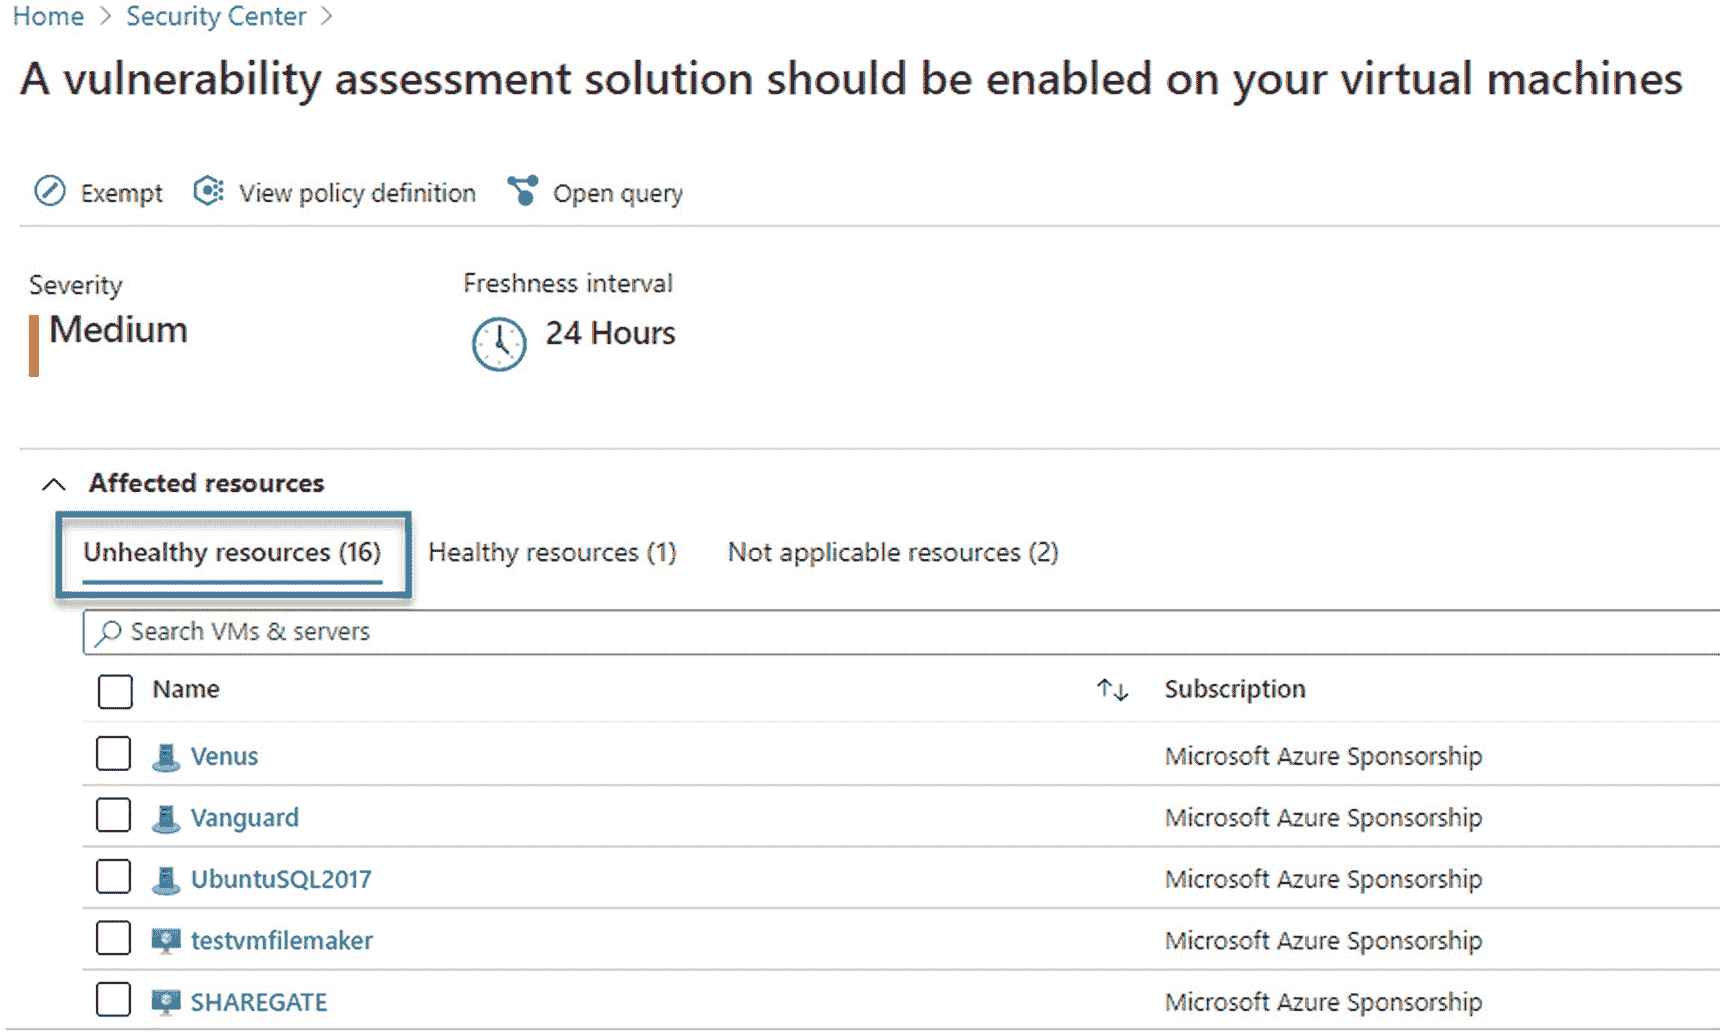 Home > Security Center >
A vulnerability assessment solution should be enabled on your virtual machines
Exempt View policy definition Open query
Severity Freshness interval
Medium 24 Hours
Affected resources
Unhealthy resources (16) Healthy resources (1) Not applicable resources (2)
Search VMs & servers
Name ↑↓ Subscription
Venus Microsoft Azure Sponsorship
Vanguard Microsoft Azure Sponsorship
UbuntuSQL2017 Microsoft Azure Sponsorship
testvmfilemaker Microsoft Azure Sponsorship
SHAREGATE Microsoft Azure Sponsorship